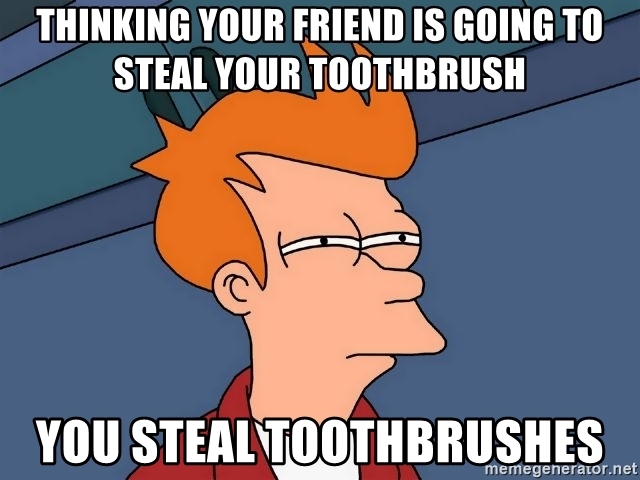 THINKING YOUR FRIEND IS GOING TO
STEAL YOUR TOOTHBRUSH
YOU STEAL TOOTHBRUSHES
memegenerator.net